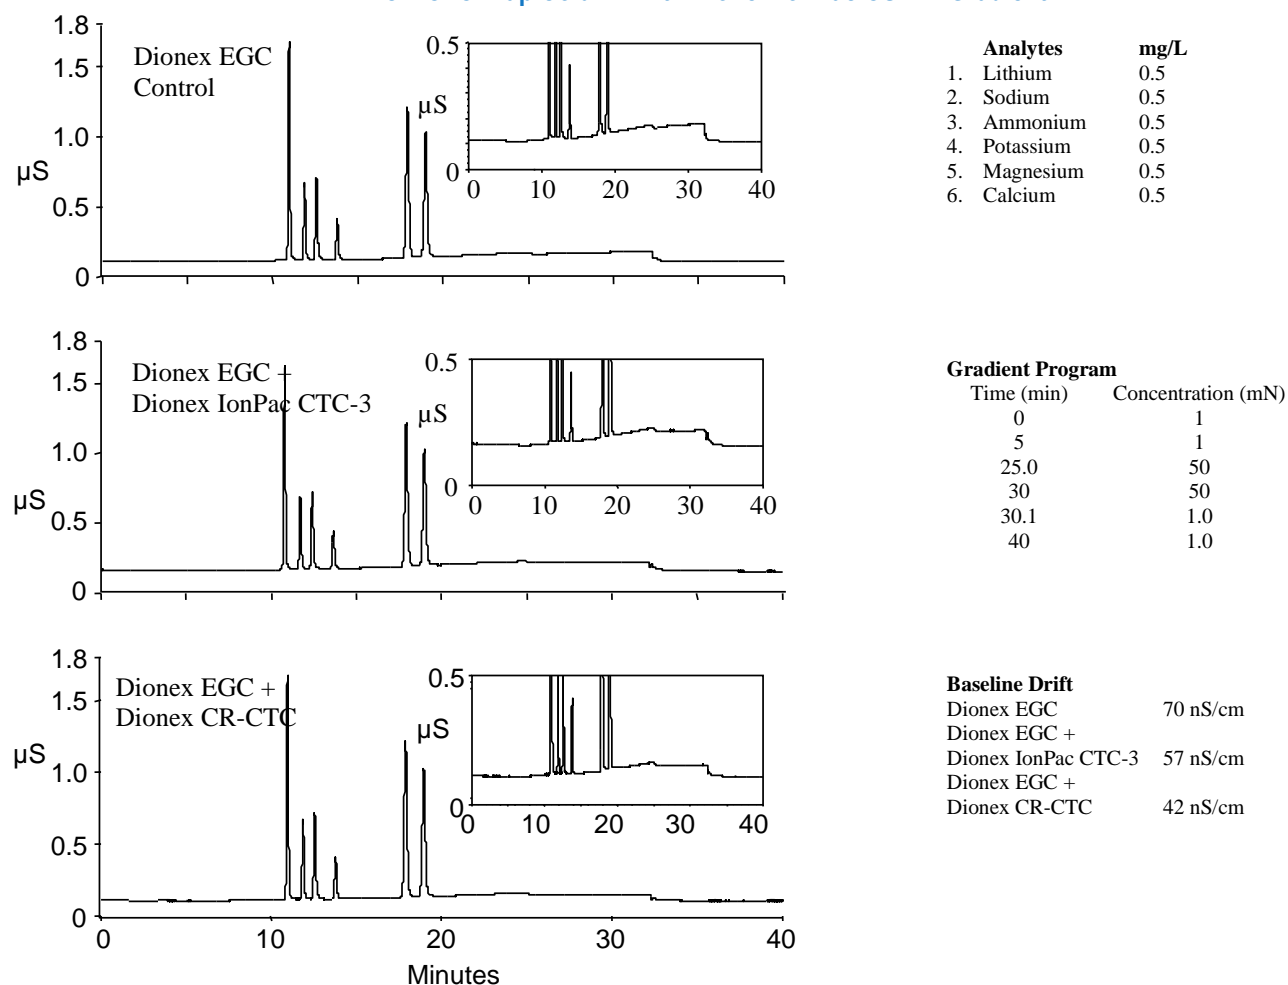 1.8
1.5
1.0
µS
0.5
0
Dionex EGC
Control
0.5
µS
0
0 10 20 30 40
Analytes mg/L
1. Lithium 0.5
2. Sodium 0.5
3. Ammonium 0.5
4. Potassium 0.5
5. Magnesium 0.5
6. Calcium 0.5
1.8
1.5
1.0
µS
0.5
0
Dionex EGC +
Dionex IonPac CTC-3
0.5
µS
0
0 10 20 30 40
Gradient Program
Time (min) Concentration (mN)
0 1
5 1
25.0 50
30 50
30.1 1.0
40 1.0
1.8
1.5
µS
1.0
0.5
0
Dionex EGC +
Dionex CR-CTC
0.5
µS
0
0 10 20 30 40
Baseline Drift
Dionex EGC 70 nS/cm
Dionex EGC +
Dionex IonPac CTC-3 57 nS/cm
Dionex EGC +
Dionex CR-CTC 42 nS/cm
0 10 20 30 40
Minutes